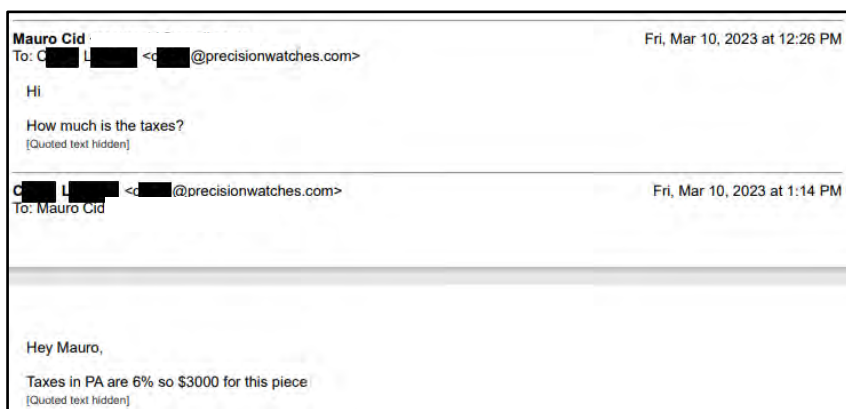 Mauro Cid
Fri, Mar 10, 2023 at 12:26 PM
To: C L <c @precisionwatches.com>
Hi
How much is the taxes?
[Quoted text hidden]
C L <c @precisionwatches.com>
Fri, Mar 10, 2023 at 1:14 PM
To: Mauro Cid
Hey Mauro,
Taxes in PA are 6% so $3000 for this piece
[Quoted text hidden]